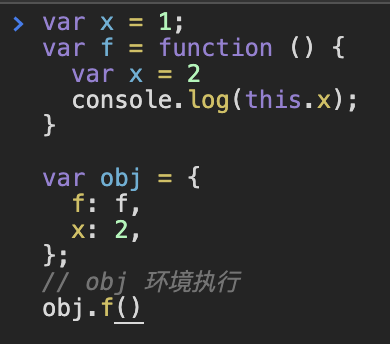 var x = 1;
var f = function () {
  var x = 2
  console.log(this.x);
}

var obj = {
  f: f,
  x: 2,
};
// obj 环境执行
obj.f()